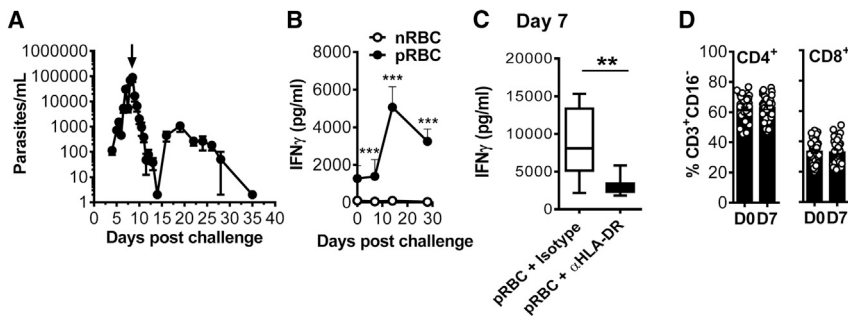 A
Parasites/mL
1000000
100000
10000
1000
100
10
1
0 5 10 15 20 25 30 35 40
Days post challenge
B
nRBC
pRBC
IFNγ (pg/ml)
8000
6000
4000
2000
0
***
***
***
0 10 20 30
Days post challenge
C Day 7
IFNγ (pg/ml)
20000
15000
10000
5000
0
**
pRBC + Isotype
pRBC + αHLA-DR
D
% CD3⁺CD16⁻
100
80
60
40
20
0
CD4⁺
D0 D7
CD8⁺
D0 D7